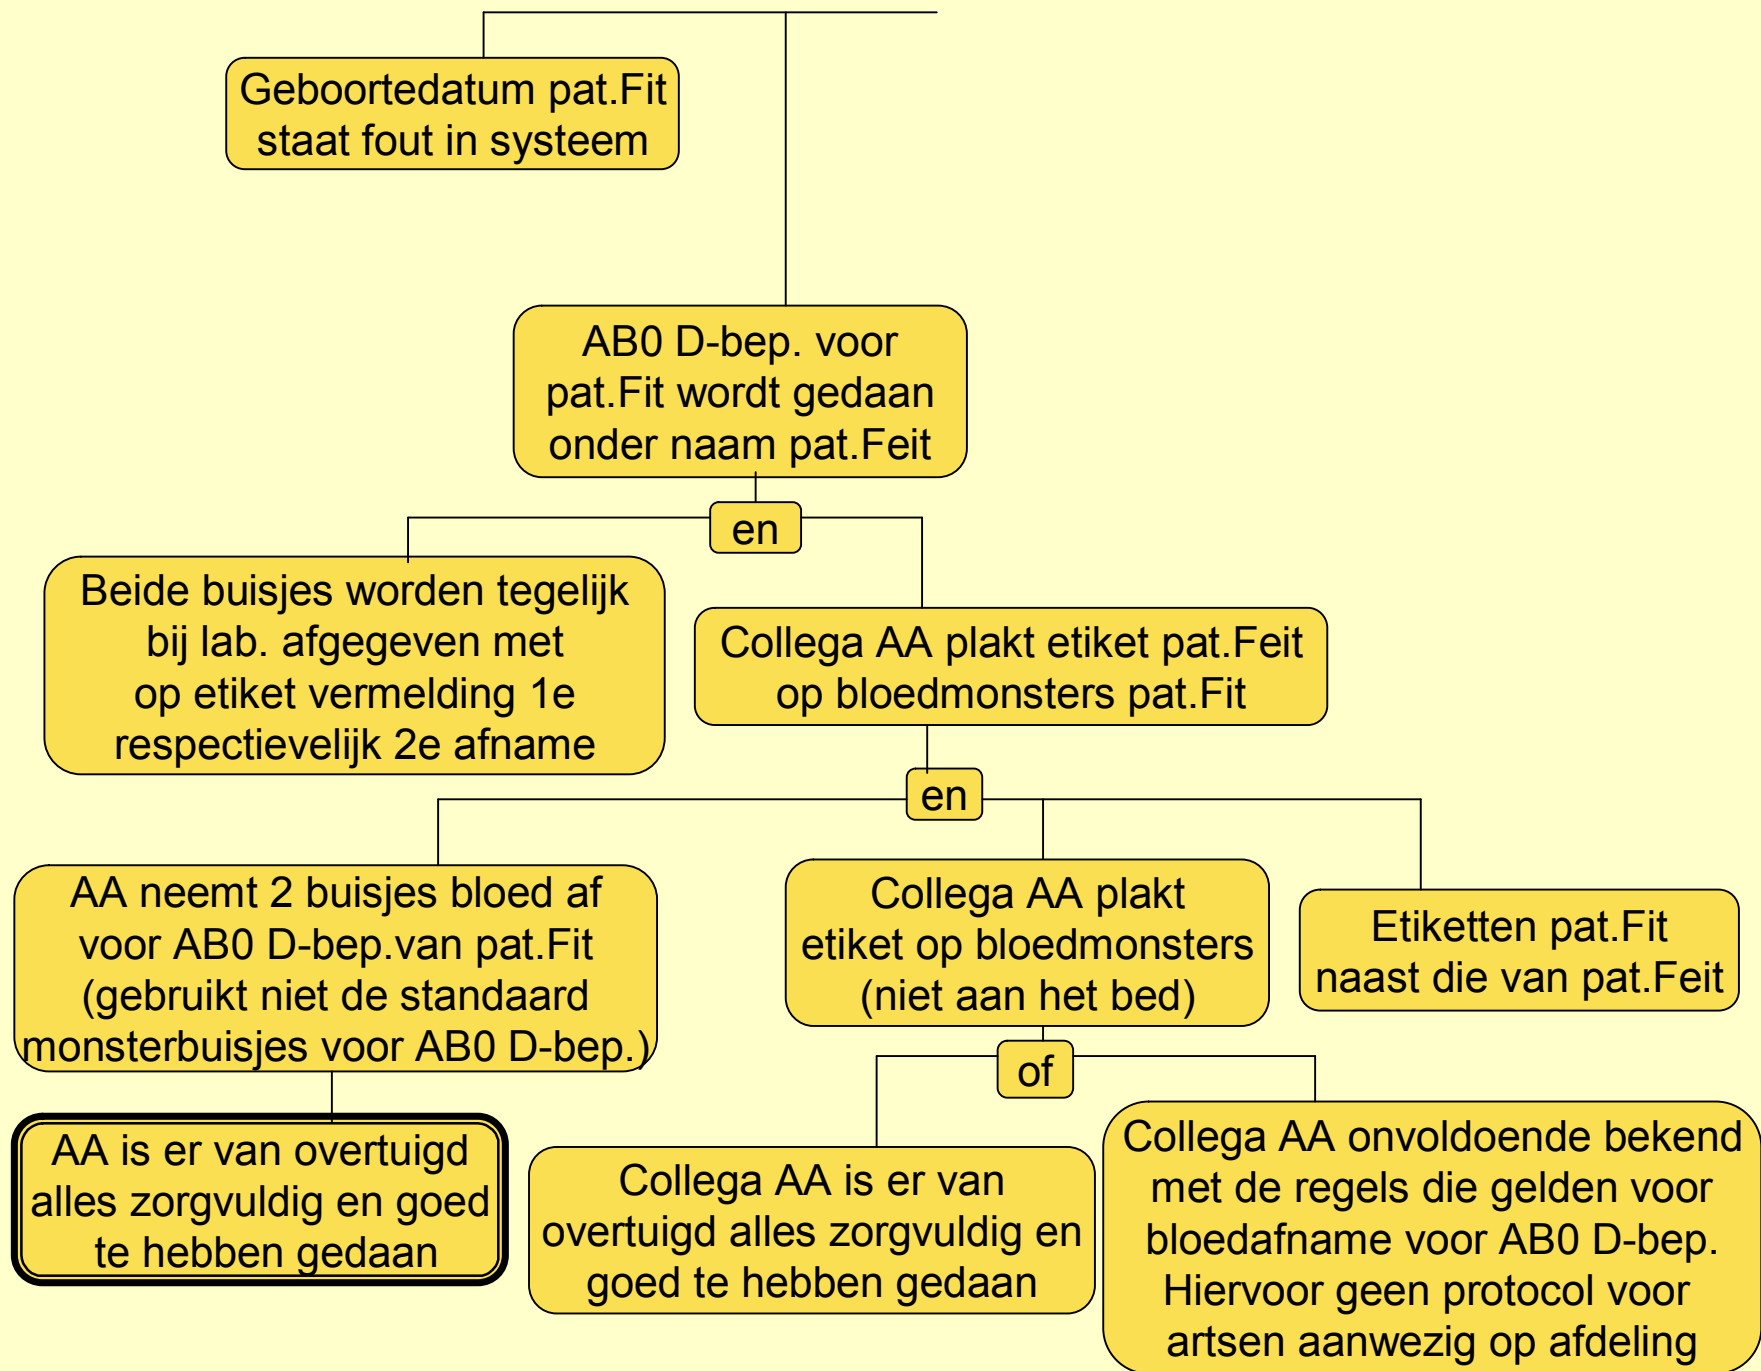 Geboortedatum pat.Fit
staat fout in systeem
AB0 D-bep. voor
pat.Fit wordt gedaan
onder naam pat.Feit
en
Beide buisjes worden tegelijk
bij lab. afgegeven met
op etiket vermelding 1e
respectievelijk 2e afname
Collega AA plakt etiket pat.Feit
op bloedmonsters pat.Fit
en
AA neemt 2 buisjes bloed af
voor AB0 D-bep.van pat.Fit
(gebruikt niet de standaard
monsterbuisjes voor AB0 D-bep.)
Collega AA plakt
etiket op bloedmonsters
(niet aan het bed)
Etiketten pat.Fit
naast die van pat.Feit
of
AA is er van overtuigd
alles zorgvuldig en goed
te hebben gedaan
Collega AA is er van
overtuigd alles zorgvuldig en
goed te hebben gedaan
Collega AA onvoldoende bekend
met de regels die gelden voor
bloedafname voor AB0 D-bep.
Hiervoor geen protocol voor
artsen aanwezig op afdeling